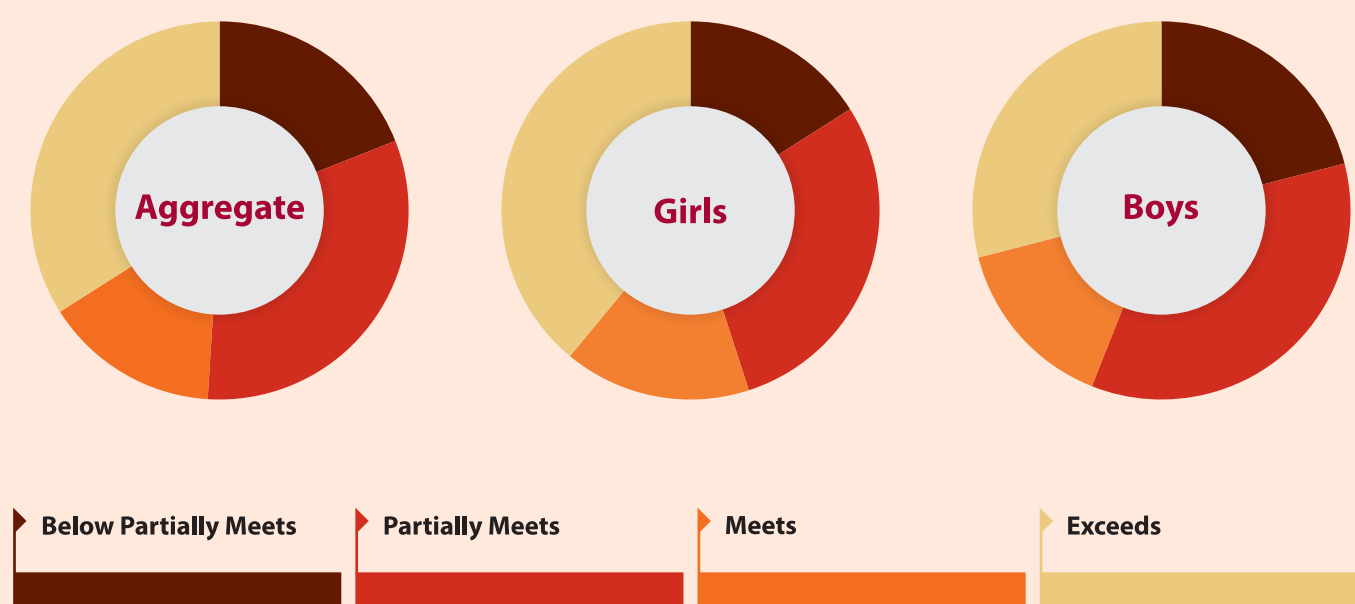 Aggregate
Girls
Boys
Below Partially Meets
Partially Meets
Meets
Exceeds